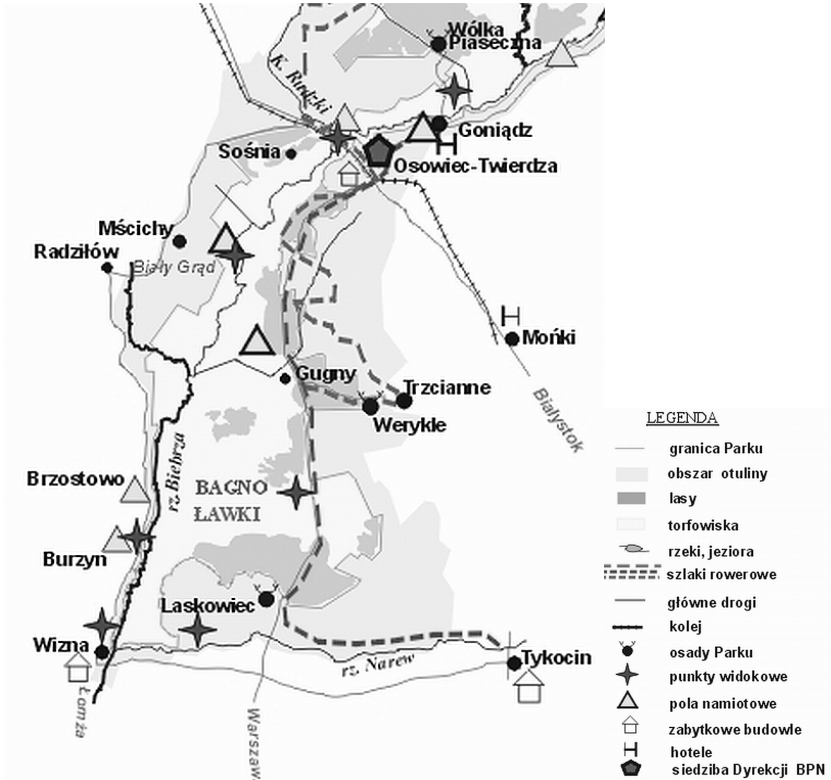 Wólka
Piaseczna
K. Rudzki
Goniądz
Sośnia
Osowiec-Twierdza
Mścichy
Radziłów
Biały Grąd
Mońki
Gugny
Trzcianne
Werykle
Białystok
rz. Biebrza
Brzostowo
BAGNO
ŁAWKI
Burzyn
Laskowiec
Wizna
Tykocin
rz. Narew
Łomża
Warszaw
LEGENDA
granica Parku
obszar otuliny
lasy
torfowiska
rzeki, jeziora
szlaki rowerowe
główne drogi
kolej
osady Parku
punkty widokowe
pola namiotowe
zabytkowe budowle
hotele
siedziba Dyrekcji BPN